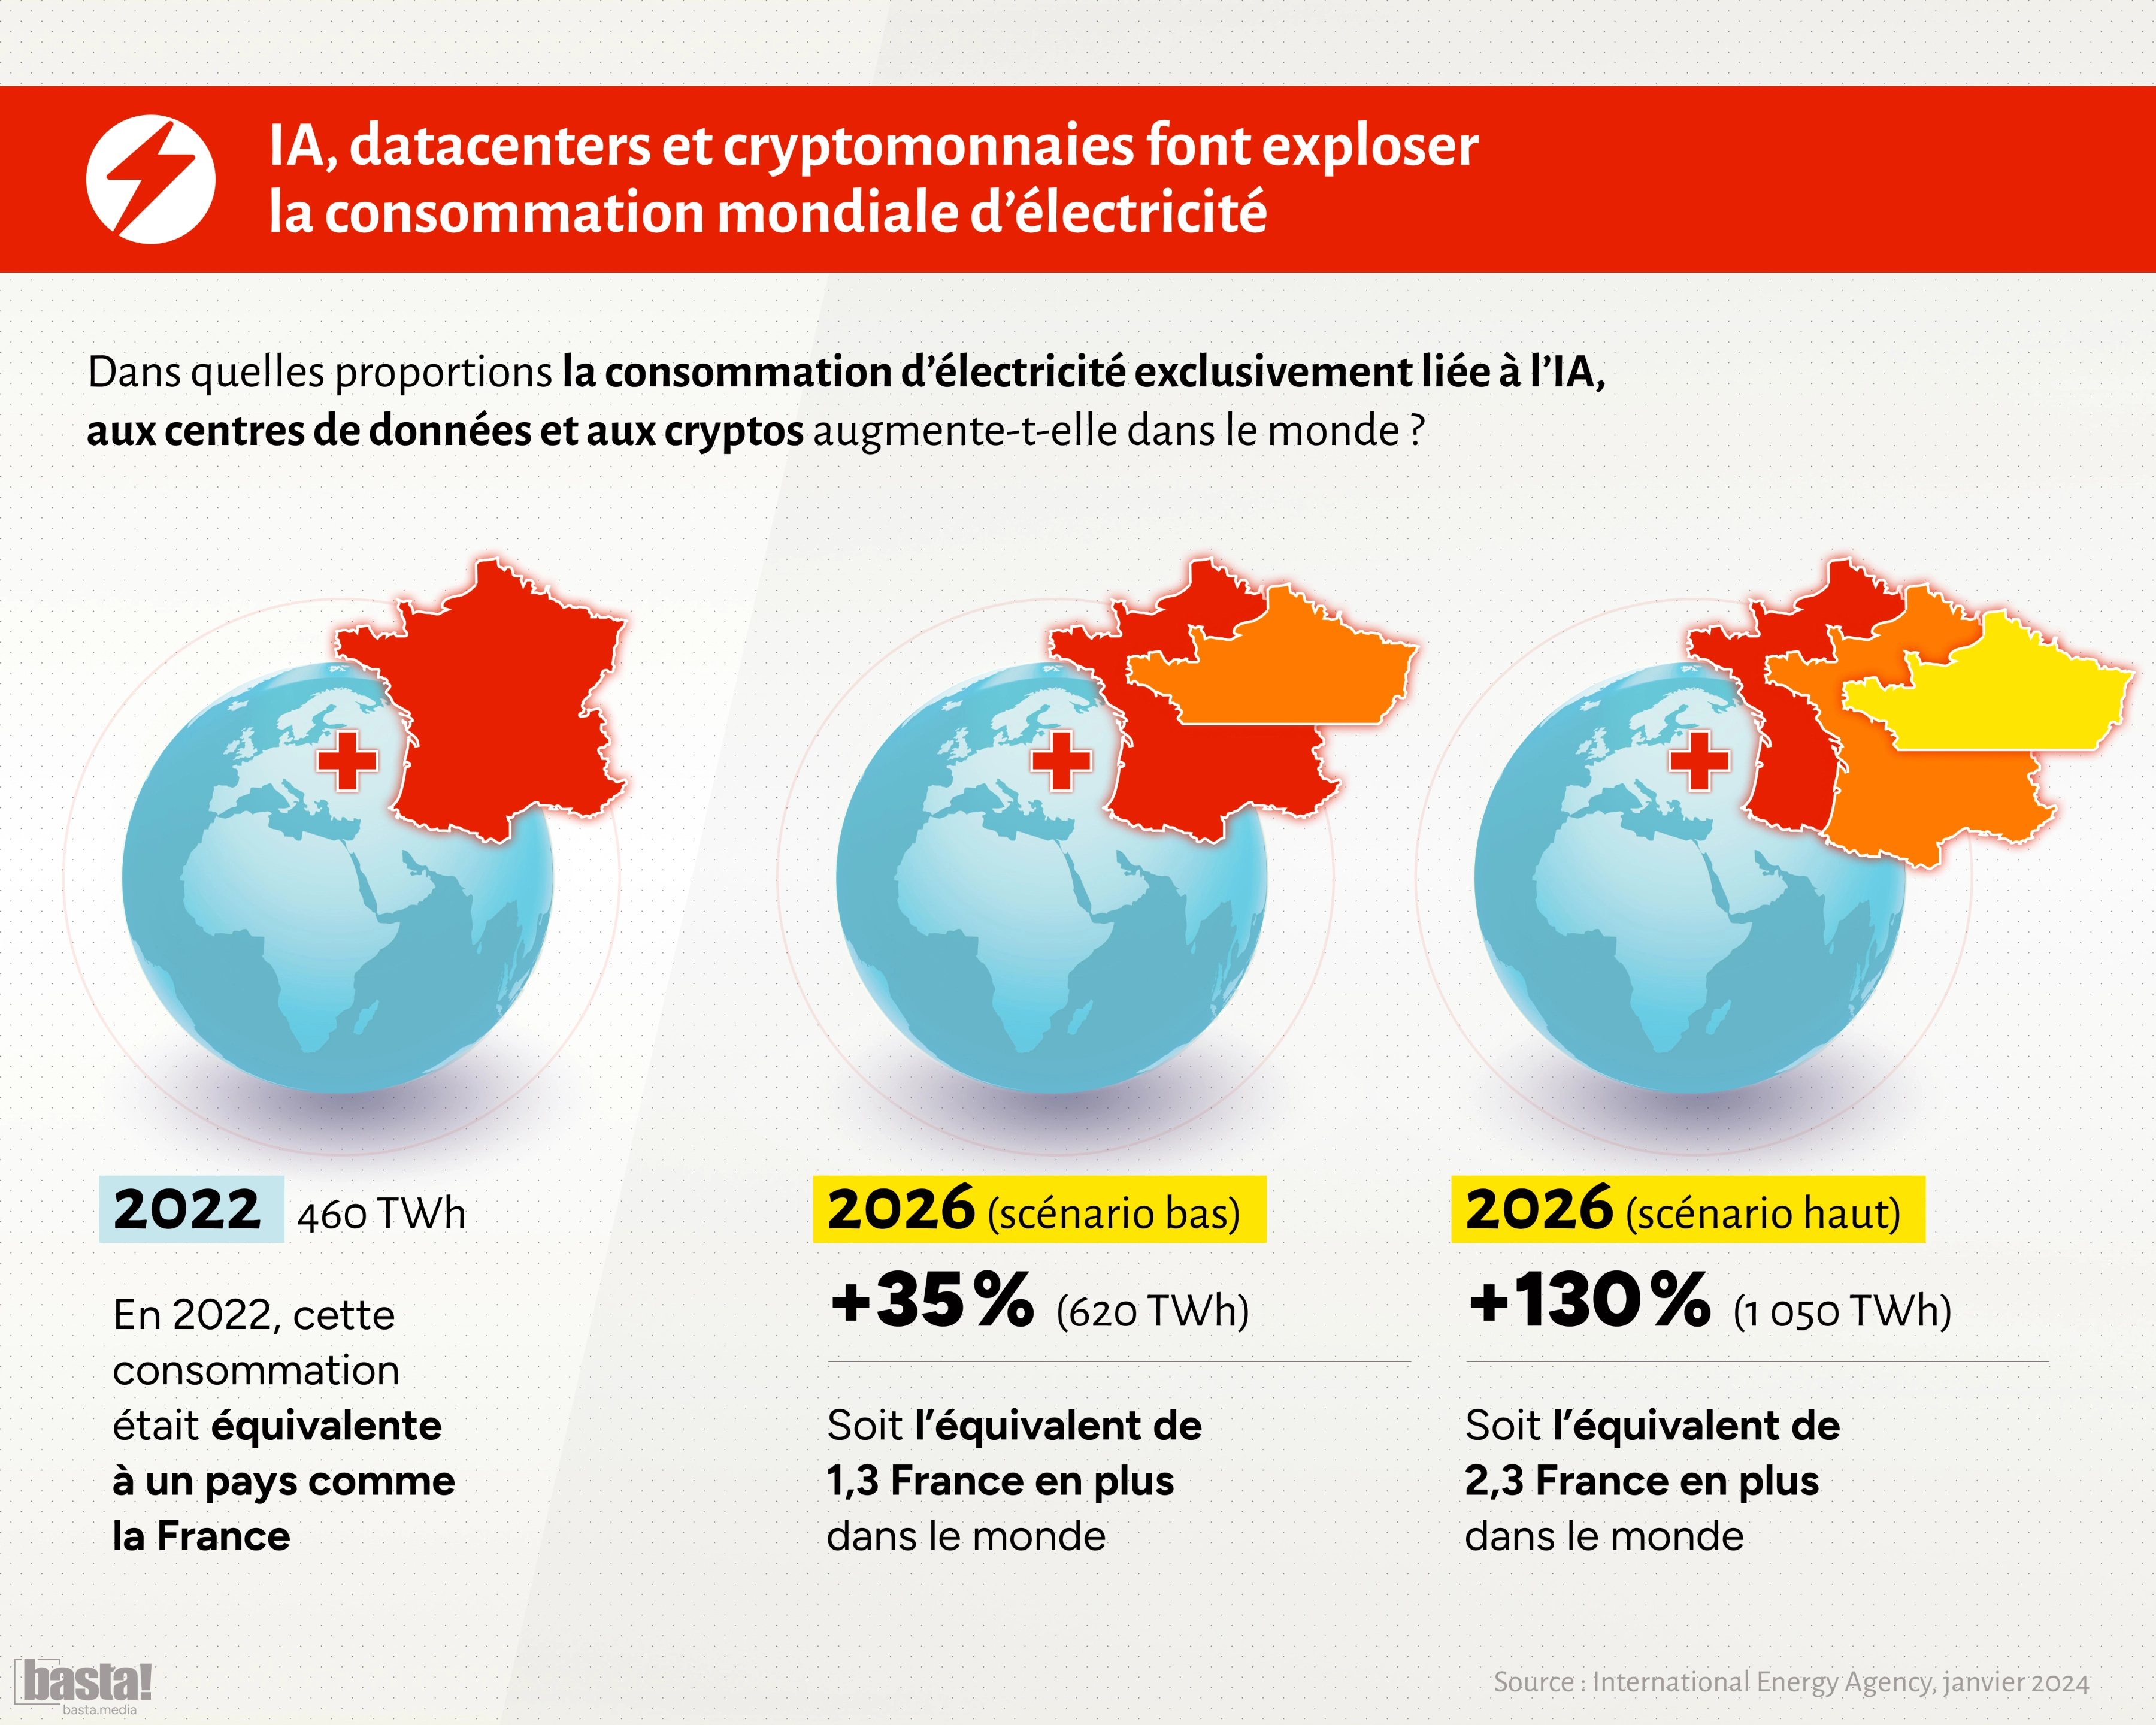 IA, datacenters et cryptomonnaies font exploser
la consommation mondiale d’électricité
Dans quelles proportions la consommation d’électricité exclusivement liée à l’IA,
aux centres de données et aux cryptos augmente-t-elle dans le monde ?
2022 460 TWh
En 2022, cette
consommation
était équivalente
à un pays comme
la France
2026 (scénario bas)
+35 % (620 TWh)
Soit l’équivalent de
1,3 France en plus
dans le monde
2026 (scénario haut)
+130 % (1 050 TWh)
Soit l’équivalent de
2,3 France en plus
dans le monde
basta!
basta.media
Source : International Energy Agency, janvier 2024